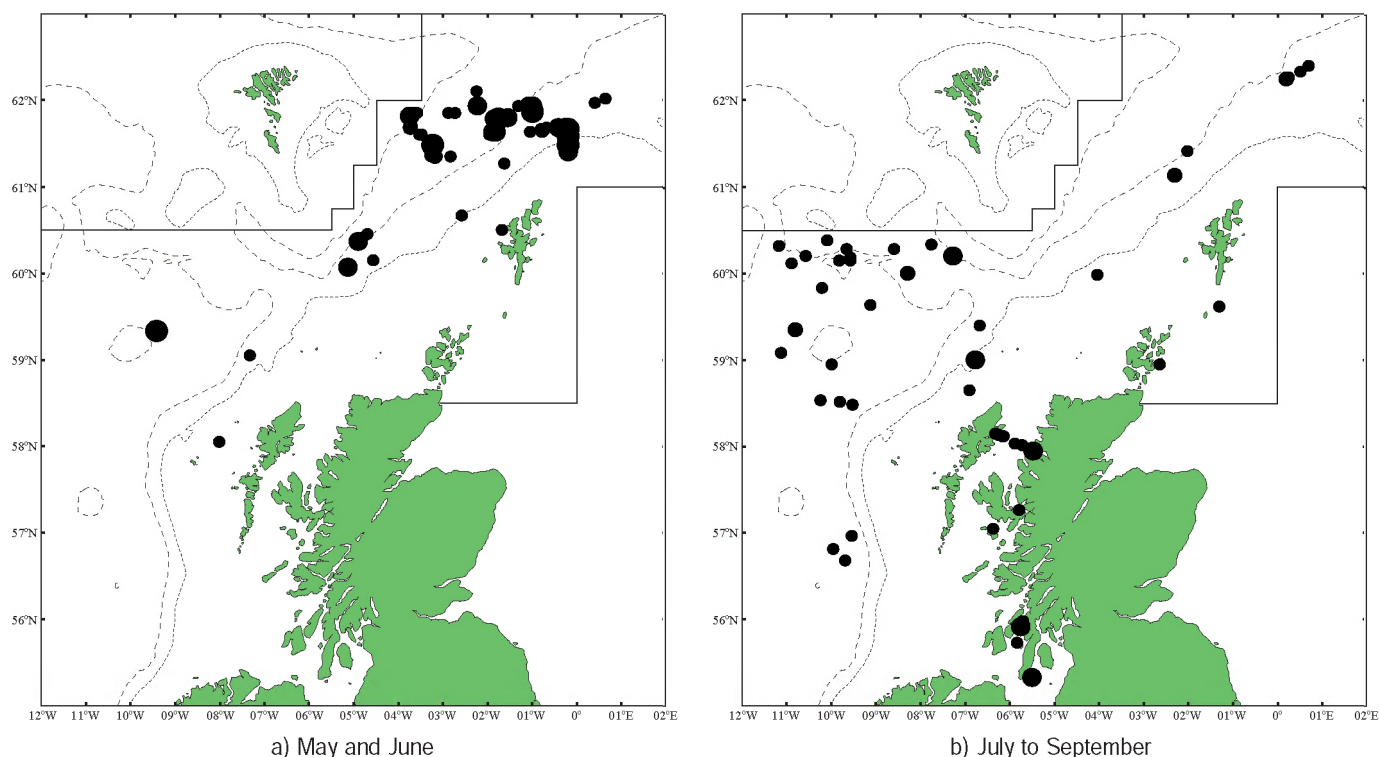 62°N 62°N
61°N 61°N
60°N 60°N
59°N 59°N
58°N 58°N
57°N 57°N
56°N 56°N
12°W 11°W 10°W 09°W 08°W 07°W 06°W 05°W 04°W 03°W 02°W 01°W 0° 01°E 02°E 12°W 11°W 10°W 09°W 08°W 07°W 06°W 05°W 04°W 03°W 02°W 01°W 0° 01°E 02°E
a) May and June b) July to September